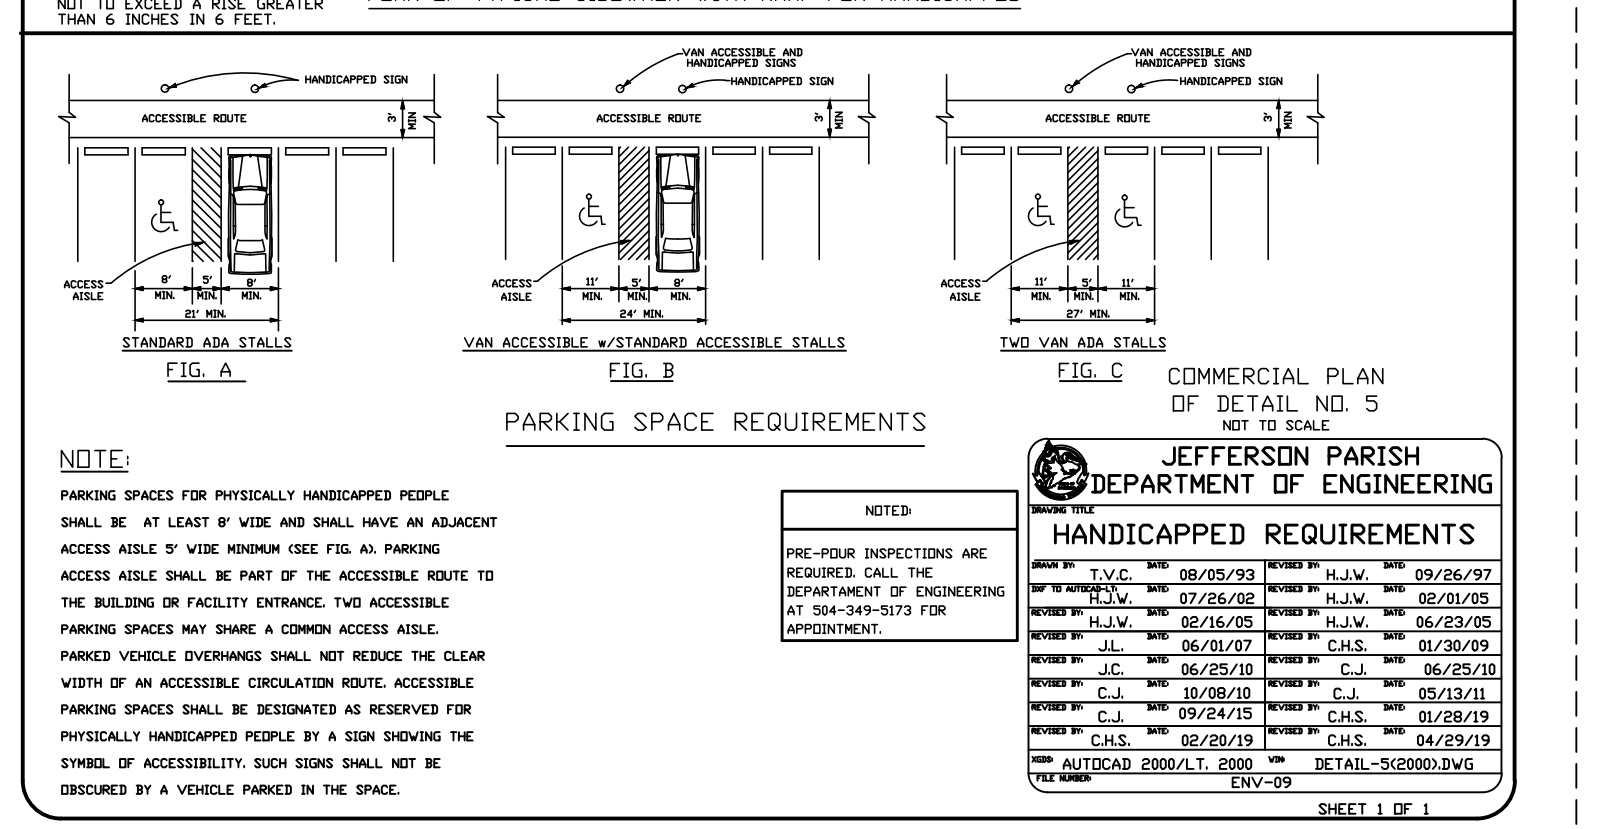 NOT TO EXCEED A RISE GREATER
THAN 6 INCHES IN 6 FEET.
HANDICAPPED SIGN
ACCESSIBLE ROUTE
3' MIN
ACCESS
AISLE
8' MIN.
5' MIN.
8' MIN.
21' MIN.
STANDARD ADA STALLS
FIG. A
VAN ACCESSIBLE AND
HANDICAPPED SIGNS
HANDICAPPED SIGN
ACCESSIBLE ROUTE
3' MIN
ACCESS
AISLE
11' MIN.
5' MIN.
8' MIN.
24' MIN.
VAN ACCESSIBLE w/STANDARD ACCESSIBLE STALLS
FIG. B
VAN ACCESSIBLE AND
HANDICAPPED SIGNS
HANDICAPPED SIGN
ACCESSIBLE ROUTE
3' MIN
ACCESS
AISLE
11' MIN.
5' MIN.
11' MIN.
27' MIN.
TWO VAN ADA STALLS
FIG. C
COMMERCIAL PLAN
OF DETAIL NO. 5
NOT TO SCALE
PARKING SPACE REQUIREMENTS
NOTE:
PARKING SPACES FOR PHYSICALLY HANDICAPPED PEOPLE
SHALL BE AT LEAST 8' WIDE AND SHALL HAVE AN ADJACENT
ACCESS AISLE 5' WIDE MINIMUM (SEE FIG. A). PARKING
ACCESS AISLE SHALL BE PART OF THE ACCESSIBLE ROUTE TO
THE BUILDING OR FACILITY ENTRANCE. TWO ACCESSIBLE
PARKING SPACES MAY SHARE A COMMON ACCESS AISLE.
PARKED VEHICLE OVERHANGS SHALL NOT REDUCE THE CLEAR
WIDTH OF AN ACCESSIBLE CIRCULATION ROUTE. ACCESSIBLE
PARKING SPACES SHALL BE DESIGNATED AS RESERVED FOR
PHYSICALLY HANDICAPPED PEOPLE BY A SIGN SHOWING THE
SYMBOL OF ACCESSIBILITY. SUCH SIGNS SHALL NOT BE
OBSCURED BY A VEHICLE PARKED IN THE SPACE.
NOTED:
PRE-POUR INSPECTIONS ARE
REQUIRED. CALL THE
DEPARTAMENT OF ENGINEERING
AT 504-349-5173 FOR
APPOINTMENT.
JEFFERSON PARISH
DEPARTMENT OF ENGINEERING
DRAWING TITLE
HANDICAPPED REQUIREMENTS
DRAWN BY: T.V.C. DATE: 08/05/93 REVISED BY: H.J.W. DATE: 09/26/97
DXF TO AUTOCAD-LT: H.J.W. DATE: 07/26/02 REVISED BY: H.J.W. DATE: 02/01/05
REVISED BY: H.J.W. DATE: 02/16/05 REVISED BY: H.J.W. DATE: 06/23/05
REVISED BY: J.L. DATE: 06/01/07 REVISED BY: C.H.S. DATE: 01/30/09
REVISED BY: J.C. DATE: 06/25/10 REVISED BY: C.J. DATE: 06/25/10
REVISED BY: C.J. DATE: 10/08/10 REVISED BY: C.J. DATE: 05/13/11
REVISED BY: C.J. DATE: 09/24/15 REVISED BY: C.H.S. DATE: 01/28/19
REVISED BY: C.H.S. DATE: 02/20/19 REVISED BY: C.H.S. DATE: 04/29/19
XGDS: AUTOCAD 2000/LT. 2000 WIN: DETAIL-5(2000).DWG
FILE NUMBER: ENV-09
SHEET 1 OF 1